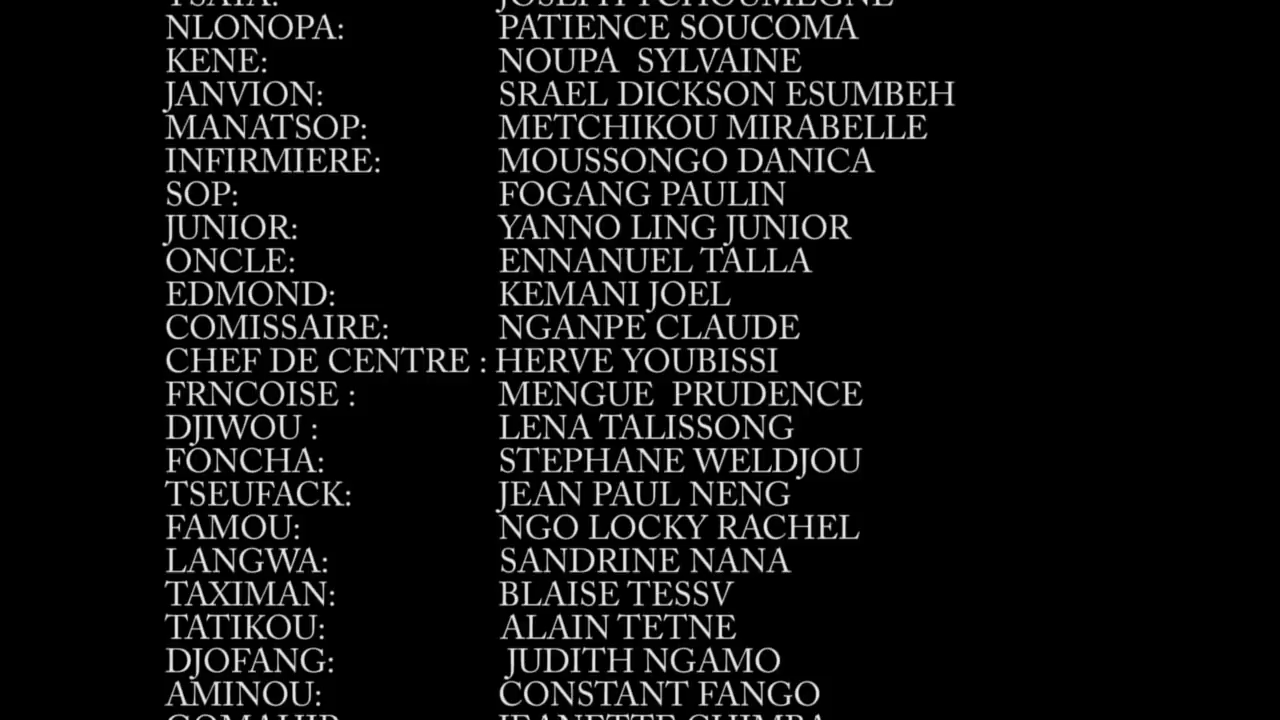 NLONOPA: PATIENCE SOUCOMA
KENE: NOUPA SYLVAINE
JANVION: SRAEL DICKSON ESUMBEH
MANATSOP: METCHIKOU MIRABELLE
INFIRMIERE: MOUSSONGO DANICA
SOP: FOGANG PAULIN
JUNIOR: YANNO LING JUNIOR
ONCLE: ENNANUEL TALLA
EDMOND: KEMANI JOEL
COMISSAIRE: NGANPE CLAUDE
CHEF DE CENTRE : HERVE YOUBISSI
FRNCOISE : MENGUE PRUDENCE
DJIWOU : LENA TALISSONG
FONCHA: STEPHANE WELDJOU
TSEUFACK: JEAN PAUL NENG
FAMOU: NGO LOCKY RACHEL
LANGWA: SANDRINE NANA
TAXIMAN: BLAISE TESSV
TATIKOU: ALAIN TETNE
DJOFANG: JUDITH NGAMO
AMINOU: CONSTANT FANGO